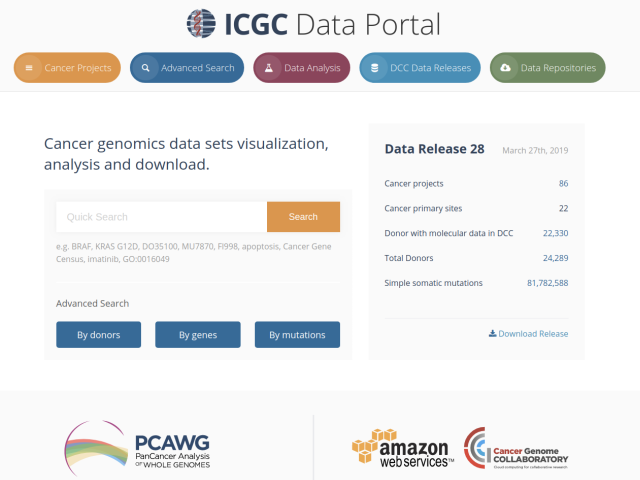 ICGC Data Portal
Cancer Projects
Advanced Search
Data Analysis
DCC Data Releases
Data Repositories
Cancer genomics data sets visualization,
analysis and download.
Quick Search
Search
e.g. BRAF, KRAS G12D, DO35100, MU7870, FI998, apoptosis, Cancer Gene
Census, imatinib, GO:0016049
Advanced Search
By donors
By genes
By mutations
Data Release 28 March 27th, 2019
Cancer projects 86
Cancer primary sites 22
Donor with molecular data in DCC 22,330
Total Donors 24,289
Simple somatic mutations 81,782,588
Download Release
PCAWG
PanCancer Analysis
OF WHOLE GENOMES
amazon
web services™
Cancer Genome
COLLABORATORY
Cloud computing for collaborative research.